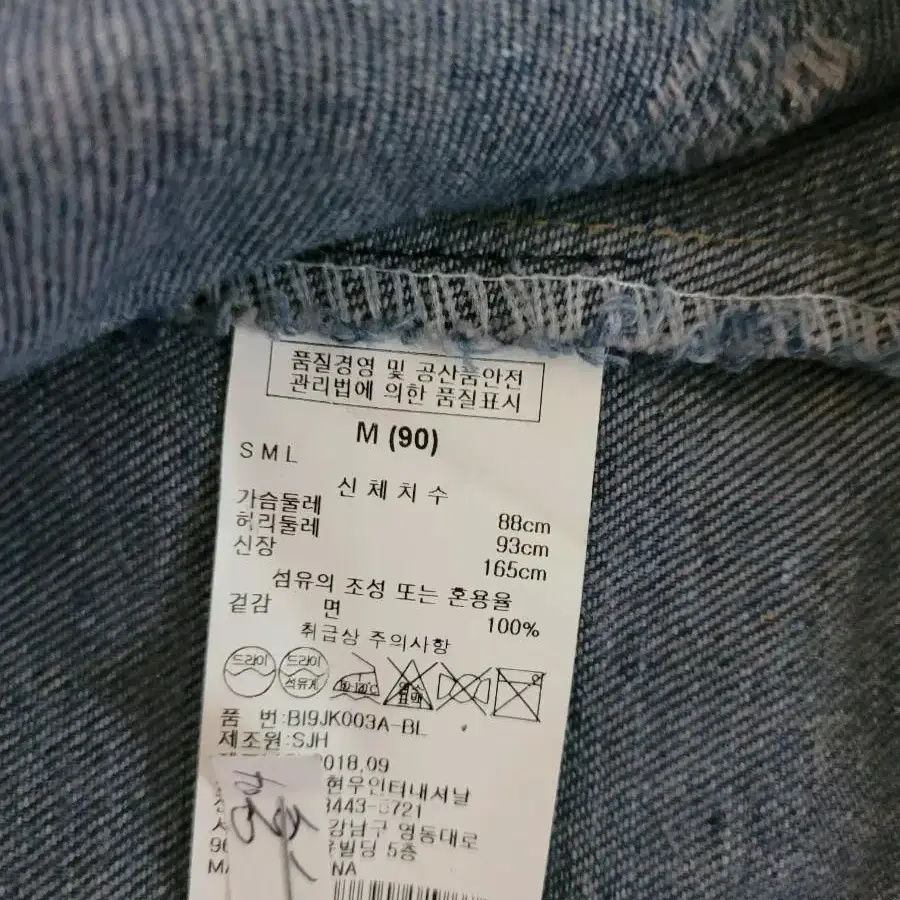 품질경영 및 공산품안전
관리법에 의한 품질표시
M (90)
S M L
신 체 치 수
가슴둘레 88cm
허리둘레 93cm
신장 165cm
섬유의 조성 또는 혼용율
겉감 면 100%
취급상 주의사항
드라이 드라이
석유계
품 번:BI9JK003A-BL
제조원:SJH
2018.09
현우인터내셔날
강남구 영동대로
빌딩 5층